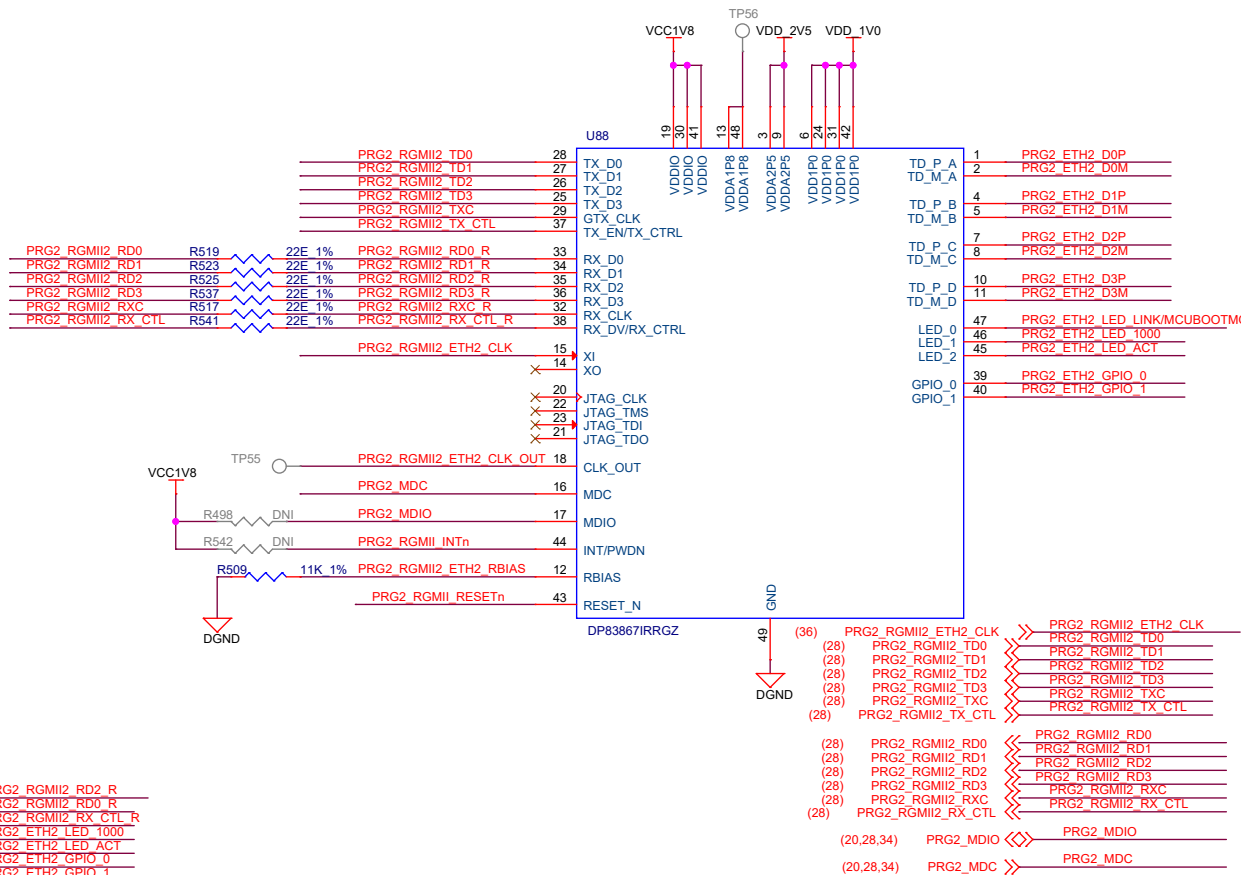 TP56
VCC1V8 VDD_2V5 VDD_1V0
19 30 41 13 48 3 9 6 24 31 42
U88
VDDIO VDDIO VDDIO VDDA1P8 VDDA1P8 VDDA2P5 VDDA2P5 VDD1P0 VDD1P0 VDD1P0 VDD1P0
PRG2_RGMII2_TD0 28 TX_D0
PRG2_RGMII2_TD1 27 TX_D1
PRG2_RGMII2_TD2 26 TX_D2
PRG2_RGMII2_TD3 25 TX_D3
PRG2_RGMII2_TXC 29 GTX_CLK
PRG2_RGMII2_TX_CTL 37 TX_EN/TX_CTRL
PRG2_RGMII2_RD0 R519 22E_1% PRG2_RGMII2_RD0_R 33 RX_D0
PRG2_RGMII2_RD1 R523 22E_1% PRG2_RGMII2_RD1_R 34 RX_D1
PRG2_RGMII2_RD2 R525 22E_1% PRG2_RGMII2_RD2_R 35 RX_D2
PRG2_RGMII2_RD3 R537 22E_1% PRG2_RGMII2_RD3_R 36 RX_D3
PRG2_RGMII2_RXC R517 22E_1% PRG2_RGMII2_RXC_R 32 RX_CLK
PRG2_RGMII2_RX_CTL R541 22E_1% PRG2_RGMII2_RX_CTL_R 38 RX_DV/RX_CTRL
PRG2_RGMII2_ETH2_CLK 15 XI
14 XO
20 JTAG_CLK
22 JTAG_TMS
23 JTAG_TDI
21 JTAG_TDO
TP55 PRG2_RGMII2_ETH2_CLK_OUT 18 CLK_OUT
VCC1V8
PRG2_MDC 16 MDC
R498 DNI PRG2_MDIO 17 MDIO
R542 DNI PRG2_RGMII_INTn 44 INT/PWDN
R509 11K_1% PRG2_RGMII2_ETH2_RBIAS 12 RBIAS
PRG2_RGMII_RESETn 43 RESET_N
DGND
TD_P_A 1 PRG2_ETH2_D0P
TD_M_A 2 PRG2_ETH2_D0M
TD_P_B 4 PRG2_ETH2_D1P
TD_M_B 5 PRG2_ETH2_D1M
TD_P_C 7 PRG2_ETH2_D2P
TD_M_C 8 PRG2_ETH2_D2M
TD_P_D 10 PRG2_ETH2_D3P
TD_M_D 11 PRG2_ETH2_D3M
LED_0 47 PRG2_ETH2_LED_LINK/MCUBOOTM
LED_1 46 PRG2_ETH2_LED_1000
LED_2 45 PRG2_ETH2_LED_ACT
GPIO_0 39 PRG2_ETH2_GPIO_0
GPIO_1 40 PRG2_ETH2_GPIO_1
GND
DP83867IRRGZ
49
DGND
(36) PRG2_RGMII2_ETH2_CLK PRG2_RGMII2_ETH2_CLK
(28) PRG2_RGMII2_TD0 PRG2_RGMII2_TD0
(28) PRG2_RGMII2_TD1 PRG2_RGMII2_TD1
(28) PRG2_RGMII2_TD2 PRG2_RGMII2_TD2
(28) PRG2_RGMII2_TD3 PRG2_RGMII2_TD3
(28) PRG2_RGMII2_TXC PRG2_RGMII2_TXC
(28) PRG2_RGMII2_TX_CTL PRG2_RGMII2_TX_CTL
(28) PRG2_RGMII2_RD0 PRG2_RGMII2_RD0
(28) PRG2_RGMII2_RD1 PRG2_RGMII2_RD1
(28) PRG2_RGMII2_RD2 PRG2_RGMII2_RD2
(28) PRG2_RGMII2_RD3 PRG2_RGMII2_RD3
(28) PRG2_RGMII2_RXC PRG2_RGMII2_RXC
(28) PRG2_RGMII2_RX_CTL PRG2_RGMII2_RX_CTL
(20,28,34) PRG2_MDIO PRG2_MDIO
(20,28,34) PRG2_MDC PRG2_MDC
RG2_RGMII2_RD2_R
RG2_RGMII2_RD0_R
RG2_RGMII2_RX_CTL_R
RG2_ETH2_LED_1000
RG2_ETH2_LED_ACT
RG2_ETH2_GPIO_0
RG2_ETH2_GPIO_1